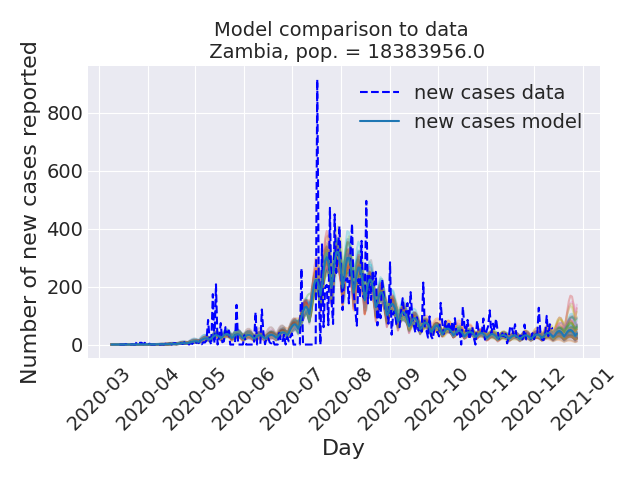 Model comparison to data
Zambia, pop. = 18383956.0
Number of new cases reported
800
600
400
200
0
new cases data
new cases model
2020-03
2020-04
2020-05
2020-06
2020-07
2020-08
2020-09
2020-10
2020-11
2020-12
2021-01
Day